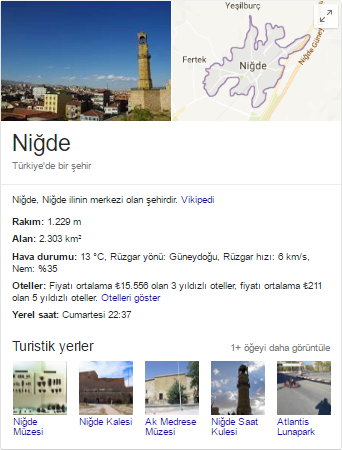 Yeşilburç
Fertek
Niğde
Niğde Güney
Niğde
Türkiye'de bir şehir
Niğde, Niğde ilinin merkezi olan şehirdir. Vikipedi
Rakım: 1.229 m
Alan: 2.303 km²
Hava durumu: 13 °C, Rüzgar yönü: Güneydoğu, Rüzgar hızı: 6 km/s,
Nem: %35
Oteller: Fiyatı ortalama ₺15.556 olan 3 yıldızlı oteller, fiyatı ortalama ₺211
olan 5 yıldızlı oteller. Otelleri göster
Yerel saat: Cumartesi 22:37
Turistik yerler 1+ öğeyi daha görüntüle
Niğde Müzesi
Niğde Kalesi
Ak Medrese Müzesi
Niğde Saat Kulesi
Atlantis Lunapark